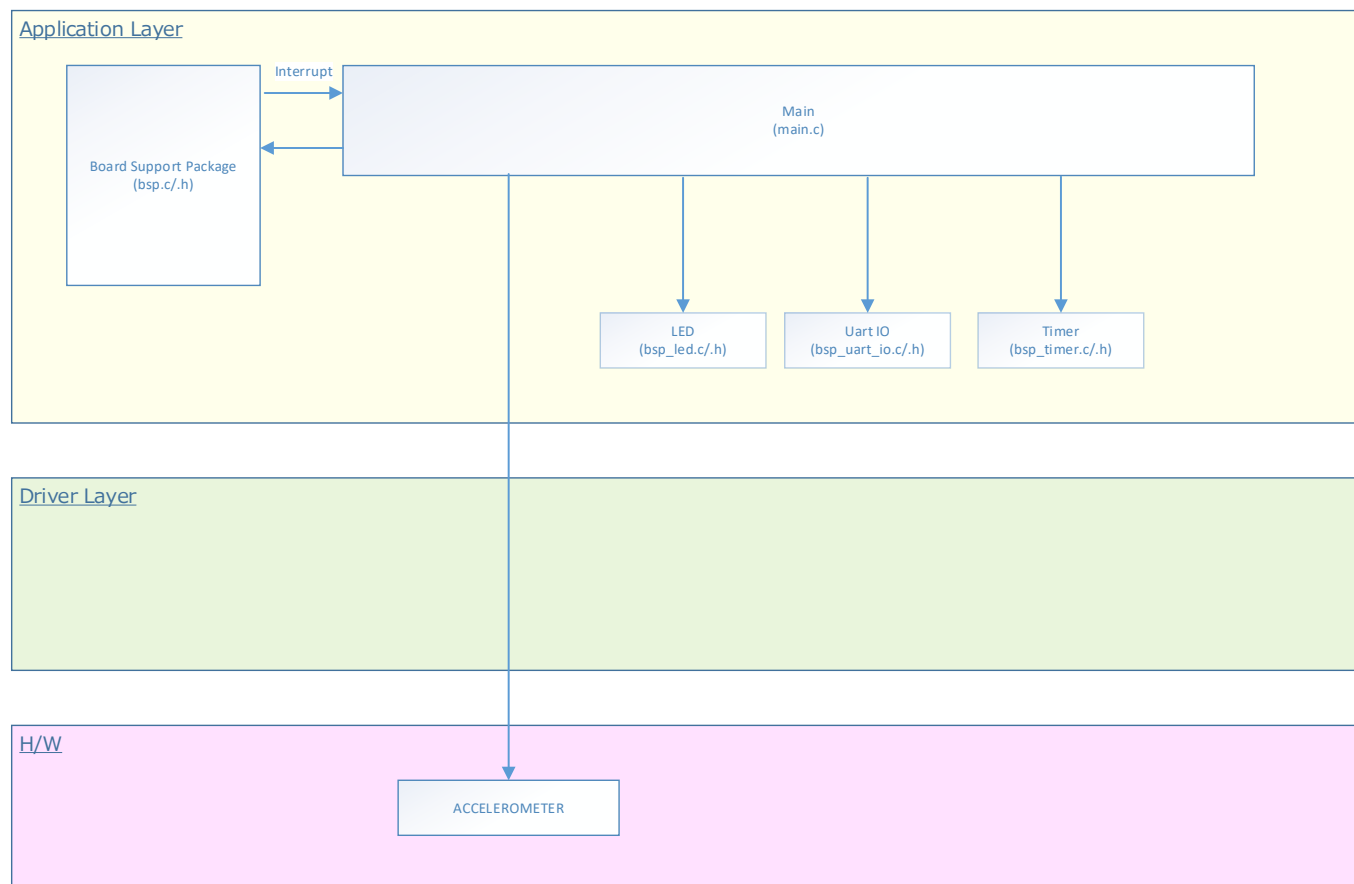 Application Layer
Interrupt
Main
(main.c)
Board Support Package
(bsp.c/.h)
LED
(bsp_led.c/.h)
Uart IO
(bsp_uart_io.c/.h)
Timer
(bsp_timer.c/.h)
Driver Layer
H/W
ACCELEROMETER